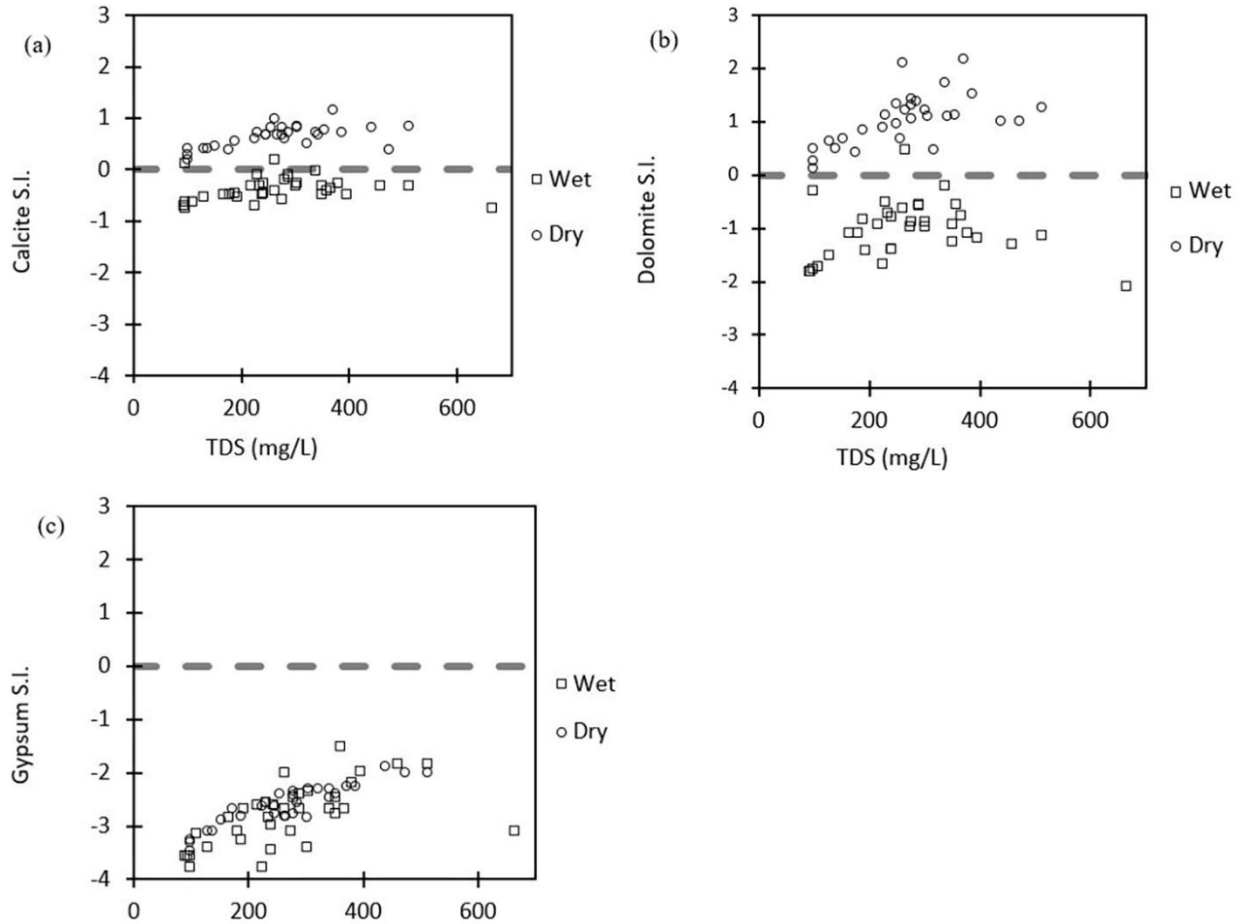 (a)
3
2
1
0
-1
-2
-3
-4
Calcite S.I.
0 200 400 600
TDS (mg/L)
Wet
Dry
(b)
3
2
1
0
-1
-2
-3
-4
Dolomite S.I.
0 200 400 600
TDS (mg/L)
Wet
Dry
(c)
3
2
1
0
-1
-2
-3
-4
Gypsum S.I.
0 200 400 600
Wet
Dry